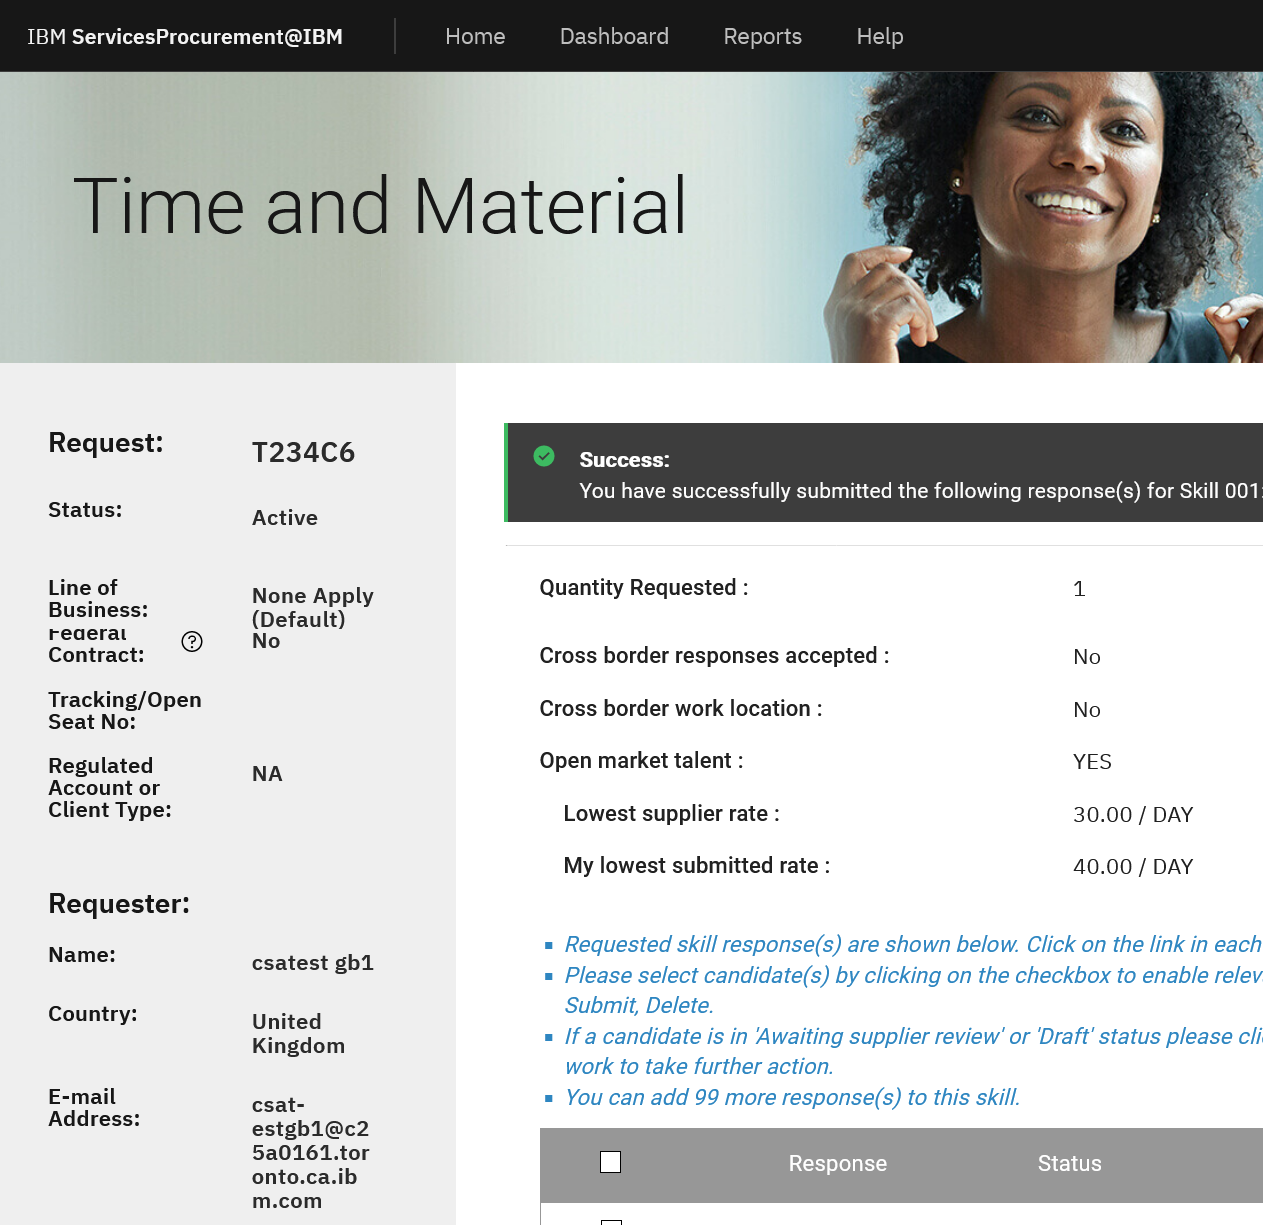 IBM ServicesProcurement@IBM Home Dashboard Reports Help
Time and Material
Request: T234C6
Status: Active
Line of Business: None Apply (Default)
Federal Contract: No
Tracking/Open Seat No:
Regulated Account or Client Type: NA
Requester:
Name: csatest gb1
Country: United Kingdom
E-mail Address: csat-
estgb1@c2
5a0161.tor
onto.ca.ib
m.com
Success:
You have successfully submitted the following response(s) for Skill 001:
Quantity Requested : 1
Cross border responses accepted : No
Cross border work location : No
Open market talent : YES
Lowest supplier rate : 30.00 / DAY
My lowest submitted rate : 40.00 / DAY
Requested skill response(s) are shown below. Click on the link in each
Please select candidate(s) by clicking on the checkbox to enable relev
Submit, Delete.
If a candidate is in 'Awaiting supplier review' or 'Draft' status please cli
work to take further action.
You can add 99 more response(s) to this skill.
Response Status